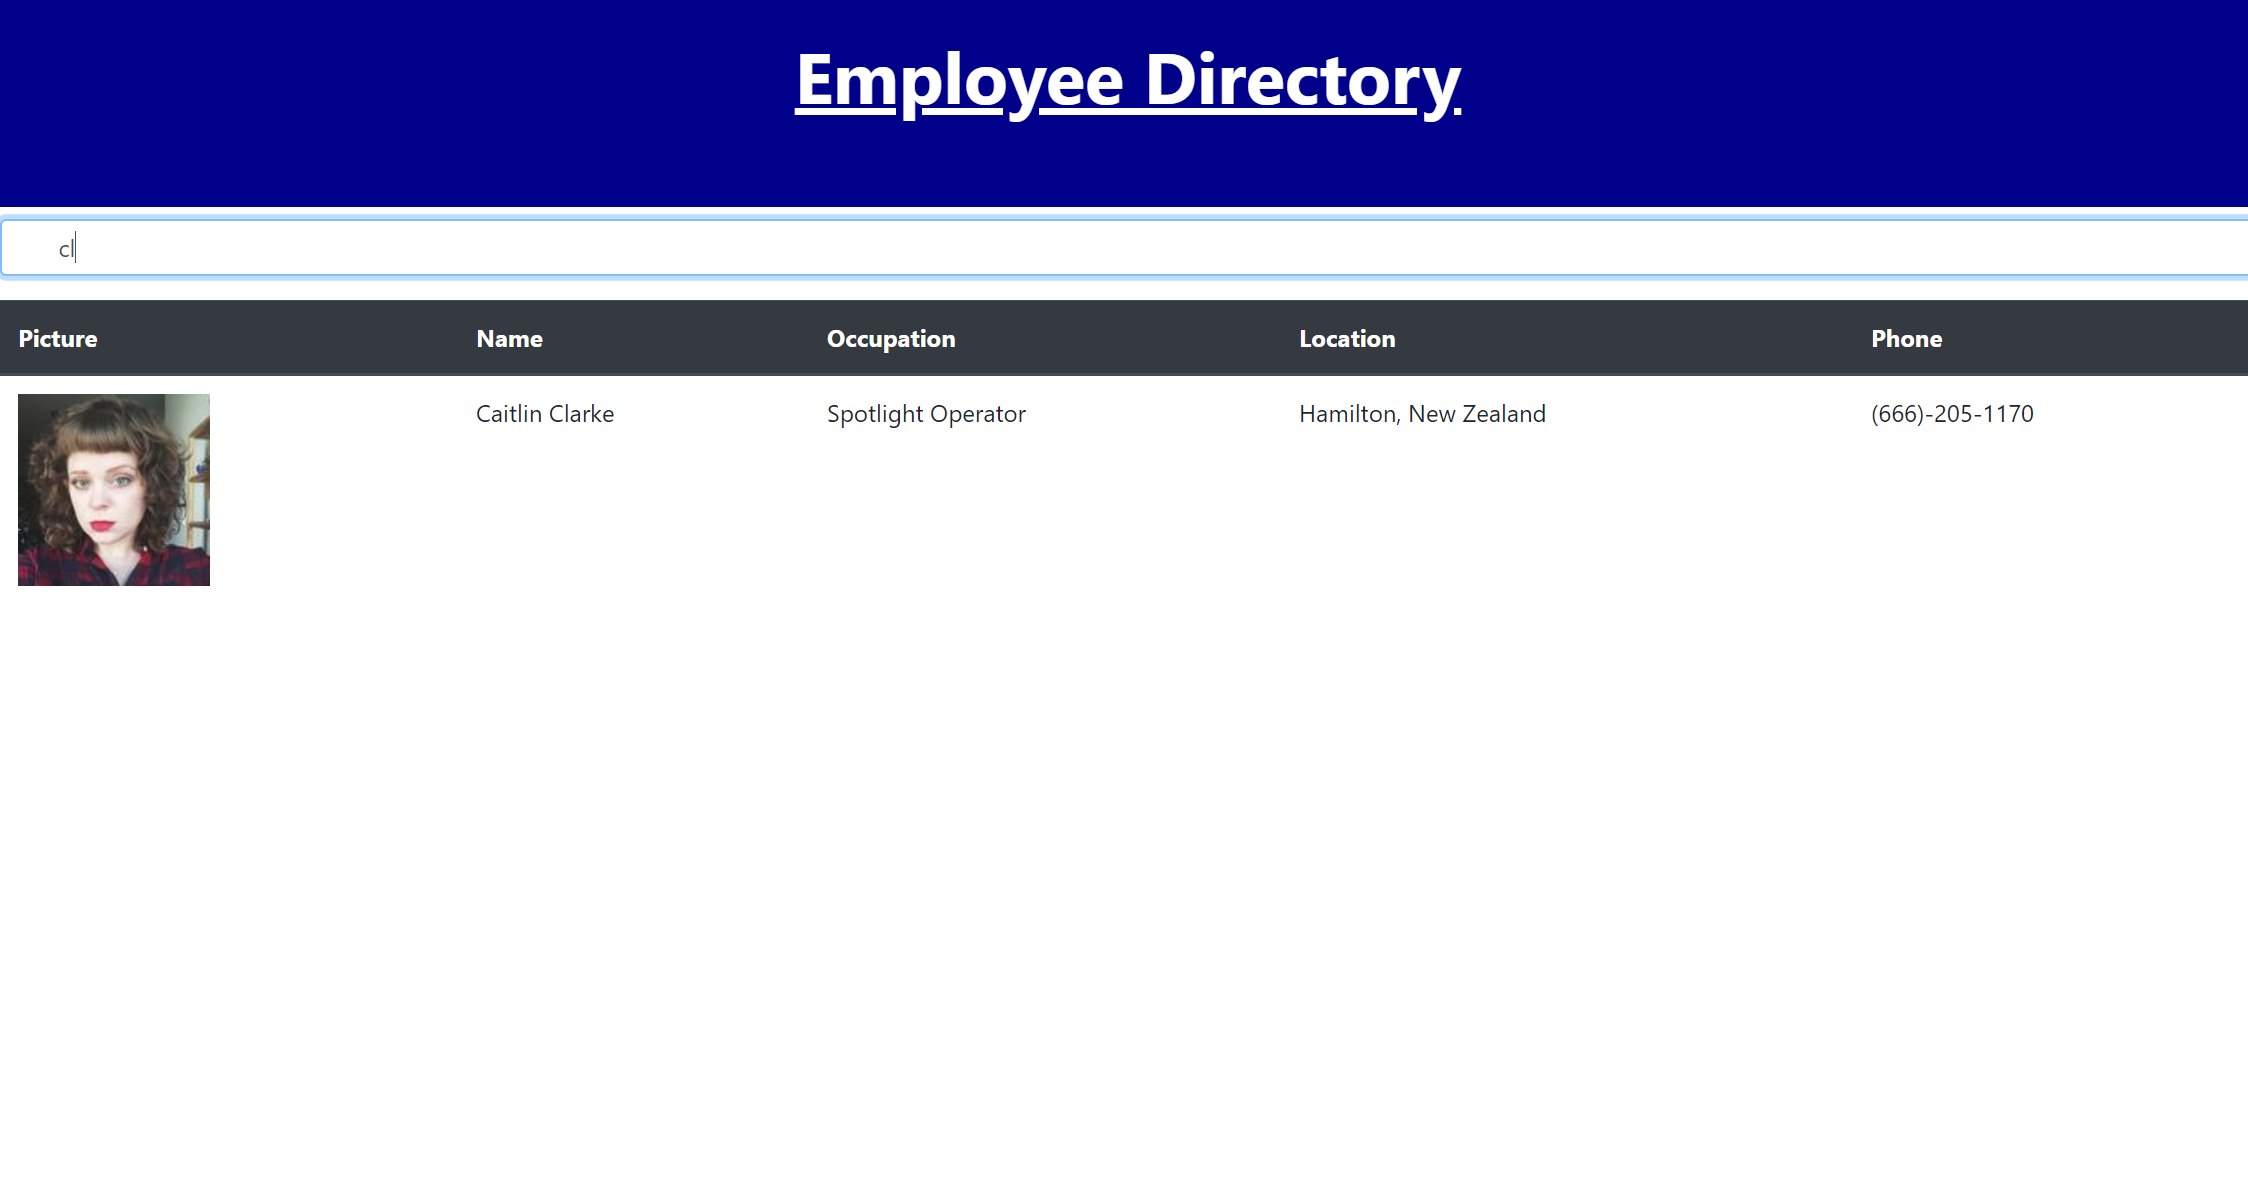 Employee Directory
cl
Picture Name Occupation Location Phone
Caitlin Clarke Spotlight Operator Hamilton, New Zealand (666)-205-1170